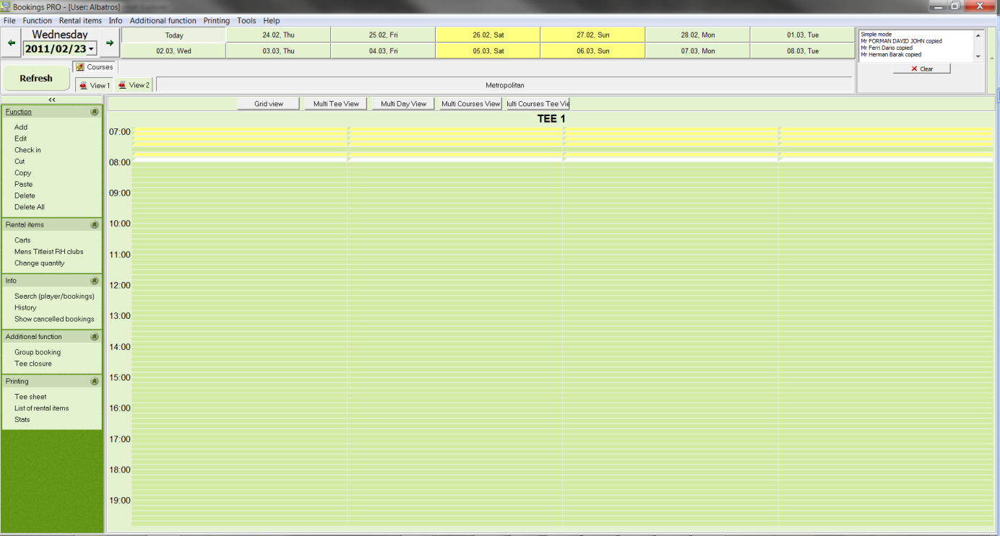 Bookings PRO - [User: Albatros]
File Function Rental items Info Additional function Printing Tools Help
Wednesday
2011/02/23
Today 24.02, Thu 25.02, Fri 26.02, Sat 27.02, Sun 28.02, Mon 01.03, Tue
02.03, Wed 03.03, Thu 04.03, Fri 05.03, Sat 06.03, Sun 07.03, Mon 08.03, Tue
Simple mode
Mr FORMAN DAVID JOHN copied
Mr Ferri Dario copied
Mr Herman Barak copied
Clear
Refresh
Courses
View 1 View 2
Metropolitan
<<
Grid view Multi Tee View Multi Day View Multi Courses View ulti Courses Tee Vie
TEE 1
Function
Add
Edit
Check in
Cut
Copy
Paste
Delete
Delete All
Rental items
Carts
Mens Titleist RH clubs
Change quantity
Info
Search (player/bookings)
History
Show cancelled bookings
Additional function
Group booking
Tee closure
Printing
Tee sheet
List of rental items
Stats
07:00
08:00
09:00
10:00
11:00
12:00
13:00
14:00
15:00
16:00
17:00
18:00
19:00